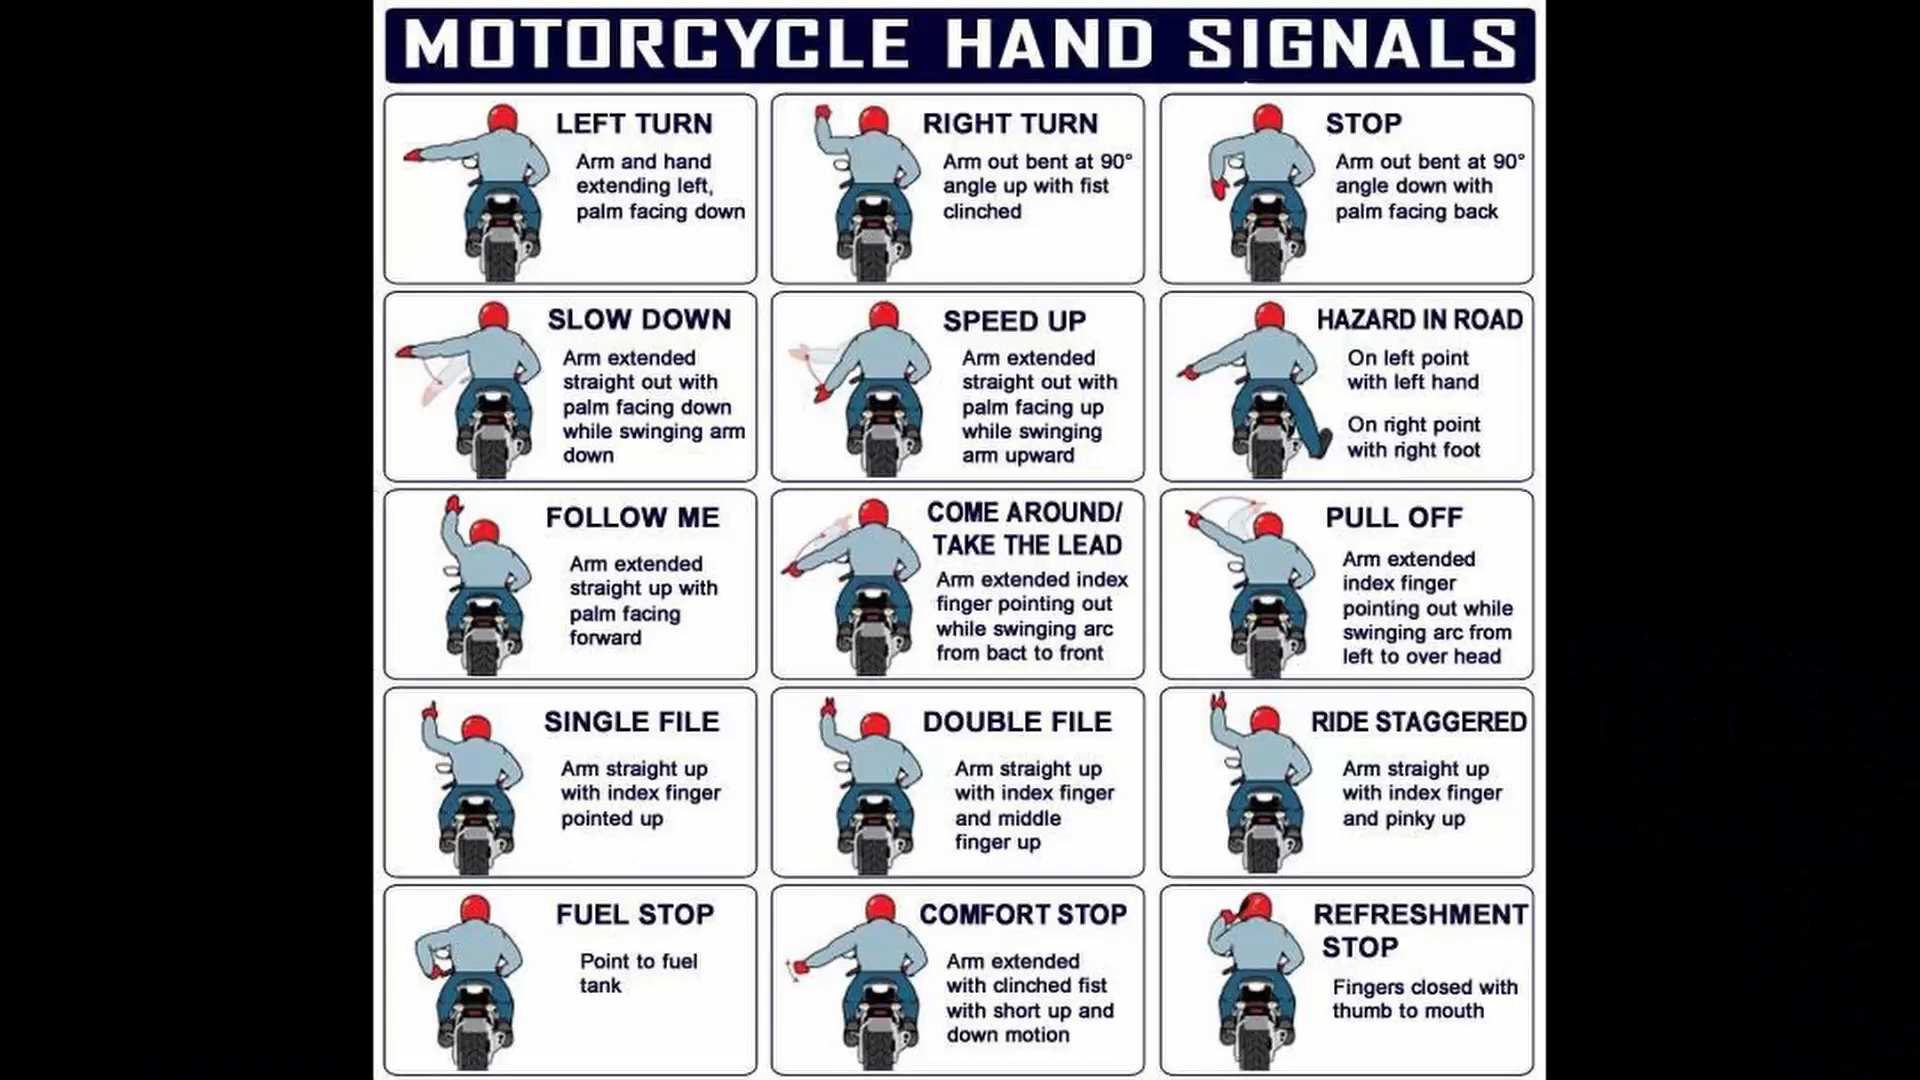 MOTORCYCLE HAND SIGNALS
LEFT TURN
Arm and hand
extending left,
palm facing down
RIGHT TURN
Arm out bent at 90°
angle up with fist
clinched
STOP
Arm out bent at 90°
angle down with
palm facing back
SLOW DOWN
Arm extended
straight out with
palm facing down
while swinging arm
down
SPEED UP
Arm extended
straight out with
palm facing up
while swinging
arm upward
HAZARD IN ROAD
On left point
with left hand
On right point
with right foot
FOLLOW ME
Arm extended
straight up with
palm facing
forward
COME AROUND/
TAKE THE LEAD
Arm extended index
finger pointing out
while swinging arc
from bact to front
PULL OFF
Arm extended
index finger
pointing out while
swinging arc from
left to over head
SINGLE FILE
Arm straight up
with index finger
pointed up
DOUBLE FILE
Arm straight up
with index finger
and middle
finger up
RIDE STAGGERED
Arm straight up
with index finger
and pinky up
FUEL STOP
Point to fuel
tank
COMFORT STOP
Arm extended
with clinched fist
with short up and
down motion
REFRESHMENT
STOP
Fingers closed with
thumb to mouth